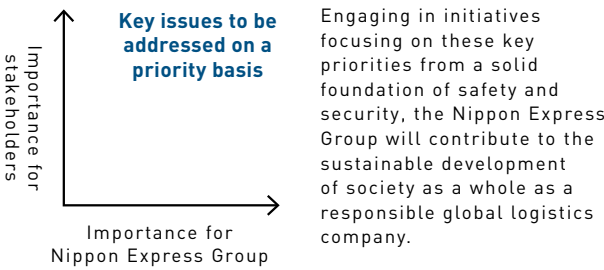 Key issues to be
addressed on a
priority basis
Importance for
stakeholders
Importance for
Nippon Express Group
Engaging in initiatives
focusing on these key
priorities from a solid
foundation of safety and
security, the Nippon Express
Group will contribute to the
sustainable development
of society as a whole as a
responsible global logistics
company.